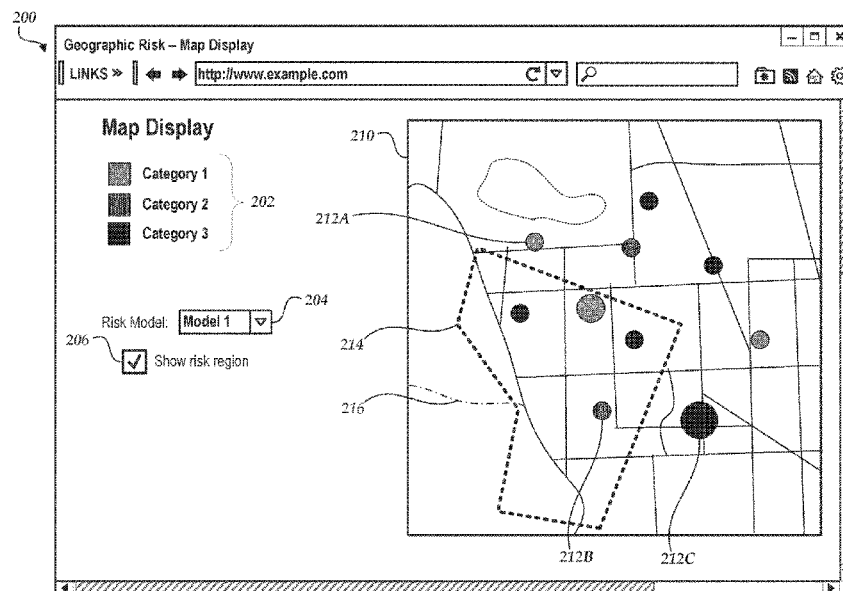 200
Geographic Risk – Map Display
LINKS » http://www.example.com
Map Display
210
Category 1
Category 2
202
Category 3
212A
204
Risk Model: Model 1
206
214
Show risk region
216
212B
212C